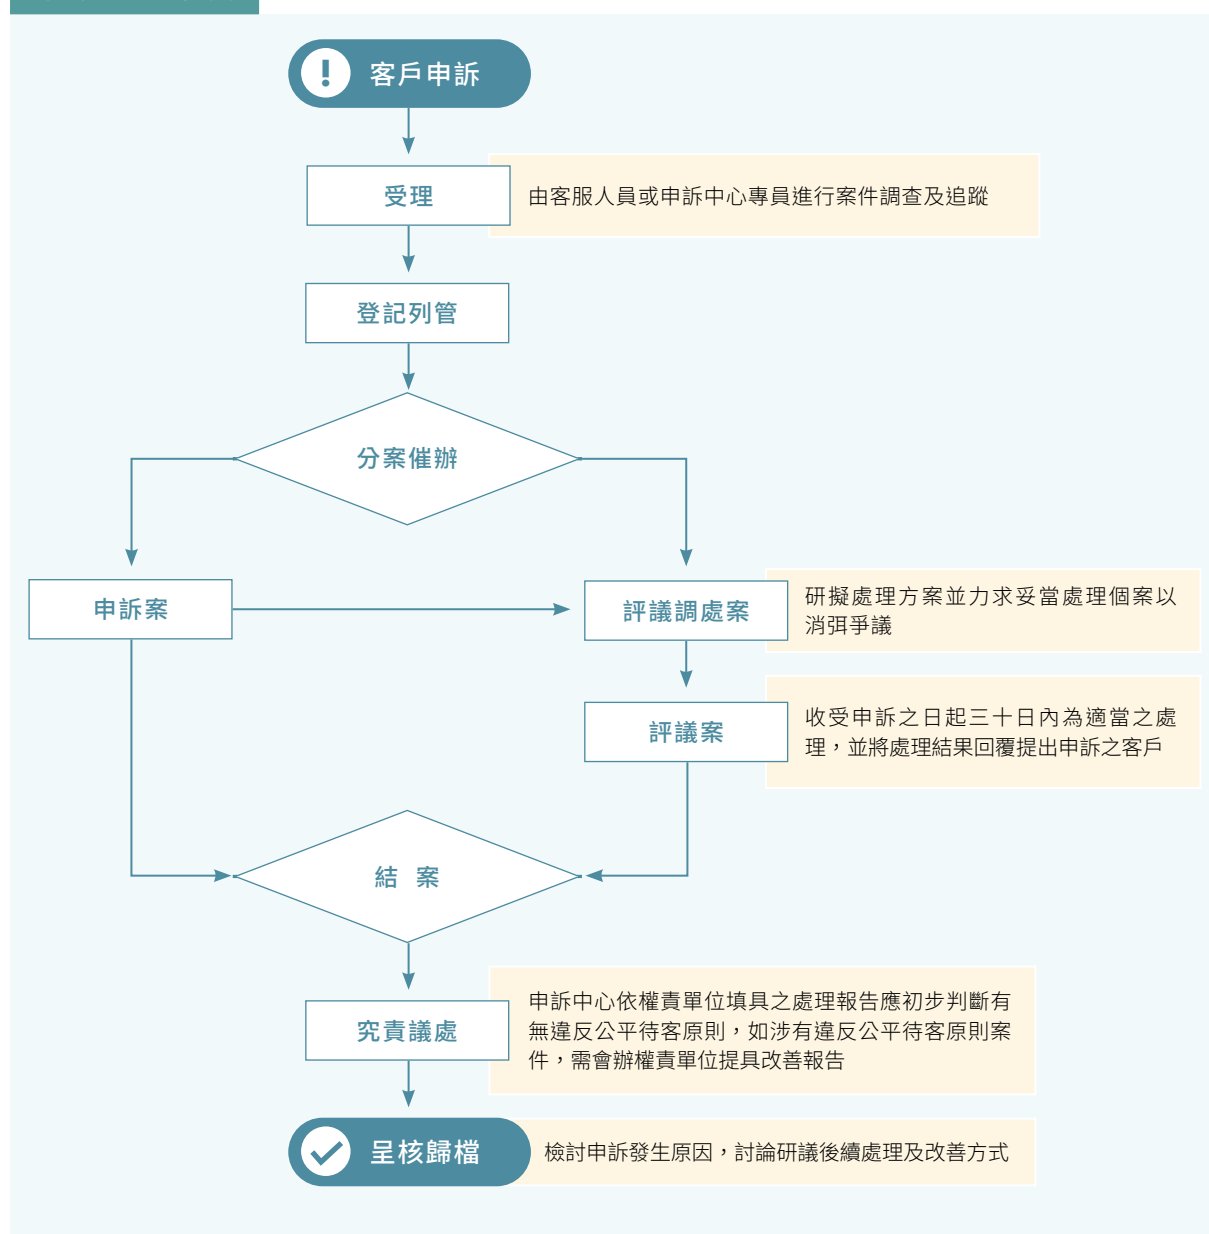 客戶申訴
受理
由客服人員或申訴中心專員進行案件調查及追蹤
登記列管
分案催辦
申訴案
評議調處案
研擬處理方案並力求妥當處理個案以
消弭爭議
評議案
收受申訴之日起三十日內為適當之處
理，並將處理結果回覆提出申訴之客戶
結 案
究責議處
申訴中心依權責單位填具之處理報告應初步判斷有
無違反公平待客原則，如涉有違反公平待客原則案
件，需會辦權責單位提具改善報告
呈核歸檔
檢討申訴發生原因，討論研議後續處理及改善方式